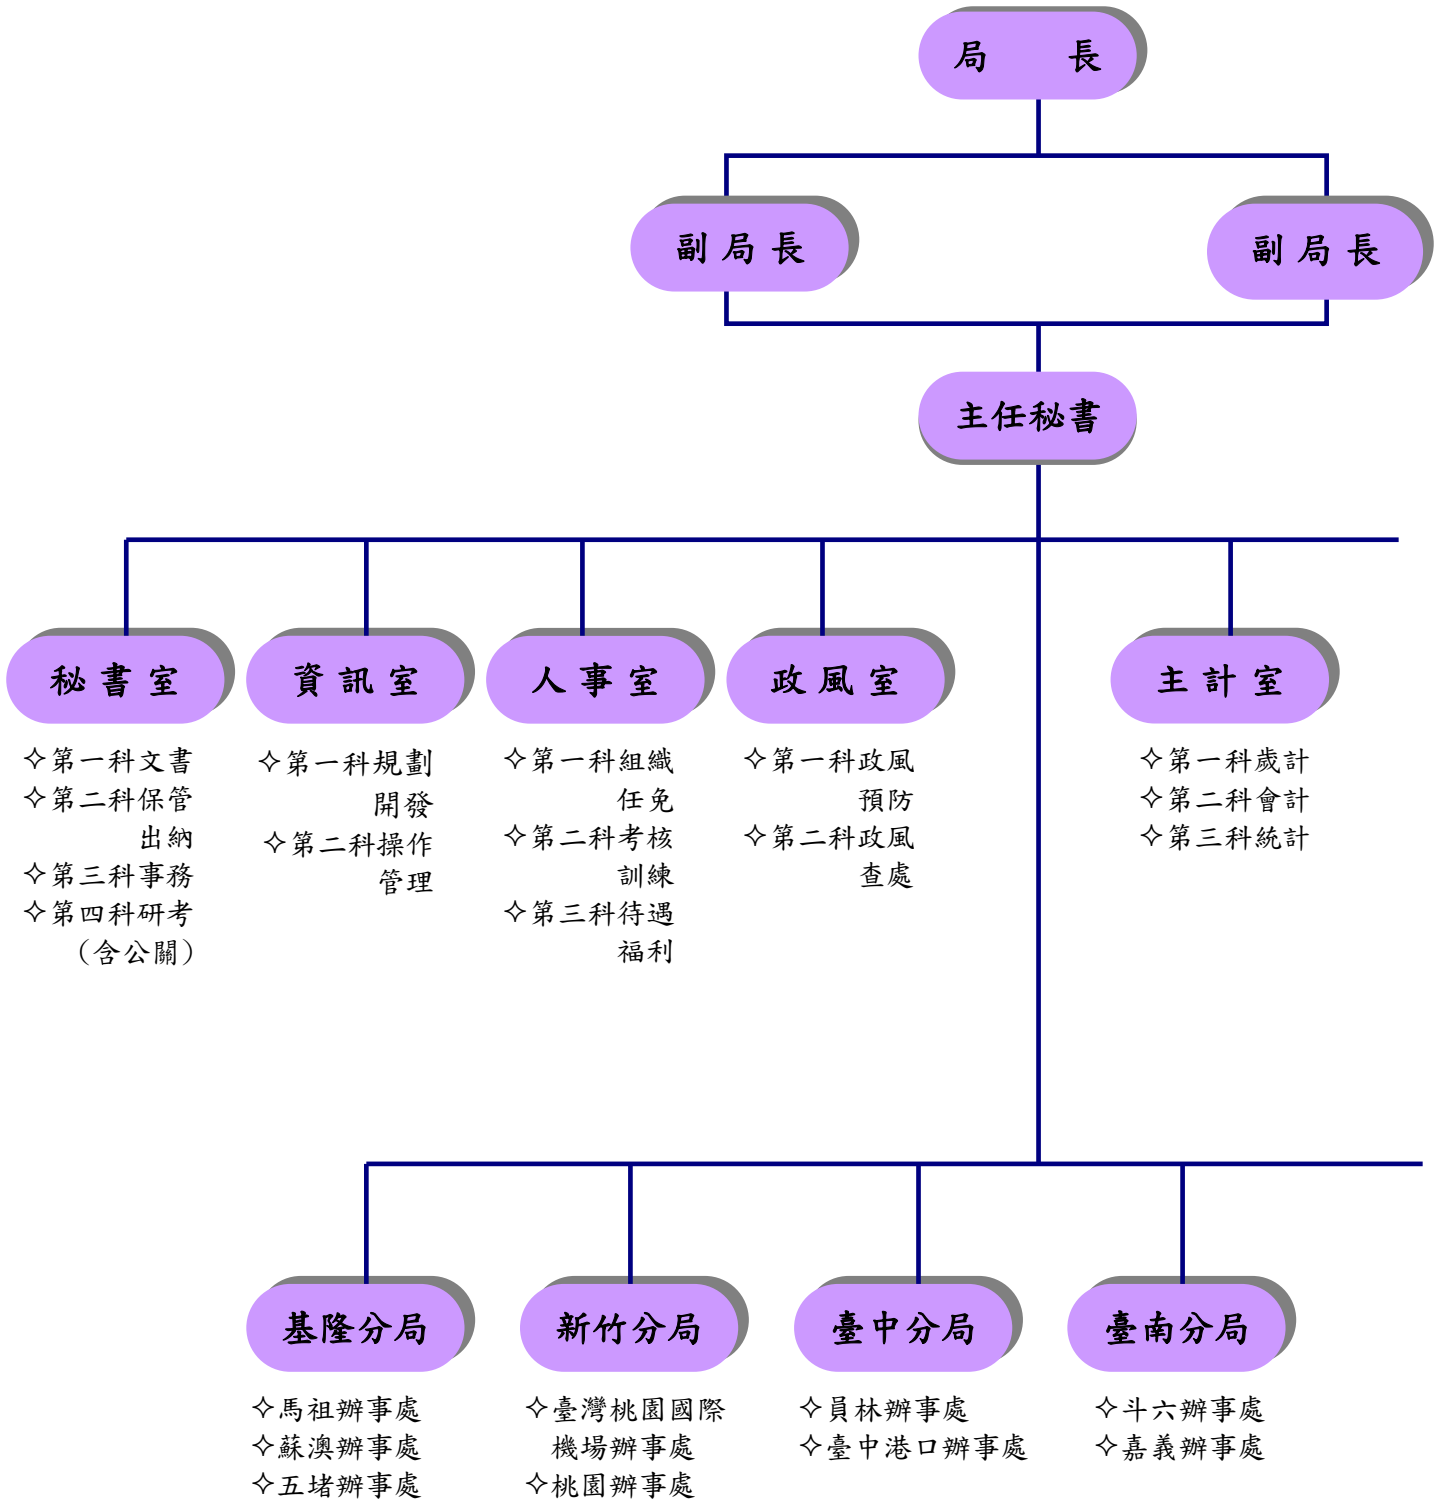 局 長
副局長
副局長
主任秘書
秘書室
✧第一科文書
✧第二科保管
出納
✧第三科事務
✧第四科研考
(含公關)
資訊室
✧第一科規劃
開發
✧第二科操作
管理
人事室
✧第一科組織
任免
✧第二科考核
訓練
✧第三科待遇
福利
政風室
✧第一科政風
預防
✧第二科政風
查處
主計室
✧第一科歲計
✧第二科會計
✧第三科統計
基隆分局
✧馬祖辦事處
✧蘇澳辦事處
✧五堵辦事處
新竹分局
✧臺灣桃園國際
機場辦事處
✧桃園辦事處
臺中分局
✧員林辦事處
✧臺中港口辦事處
臺南分局
✧斗六辦事處
✧嘉義辦事處